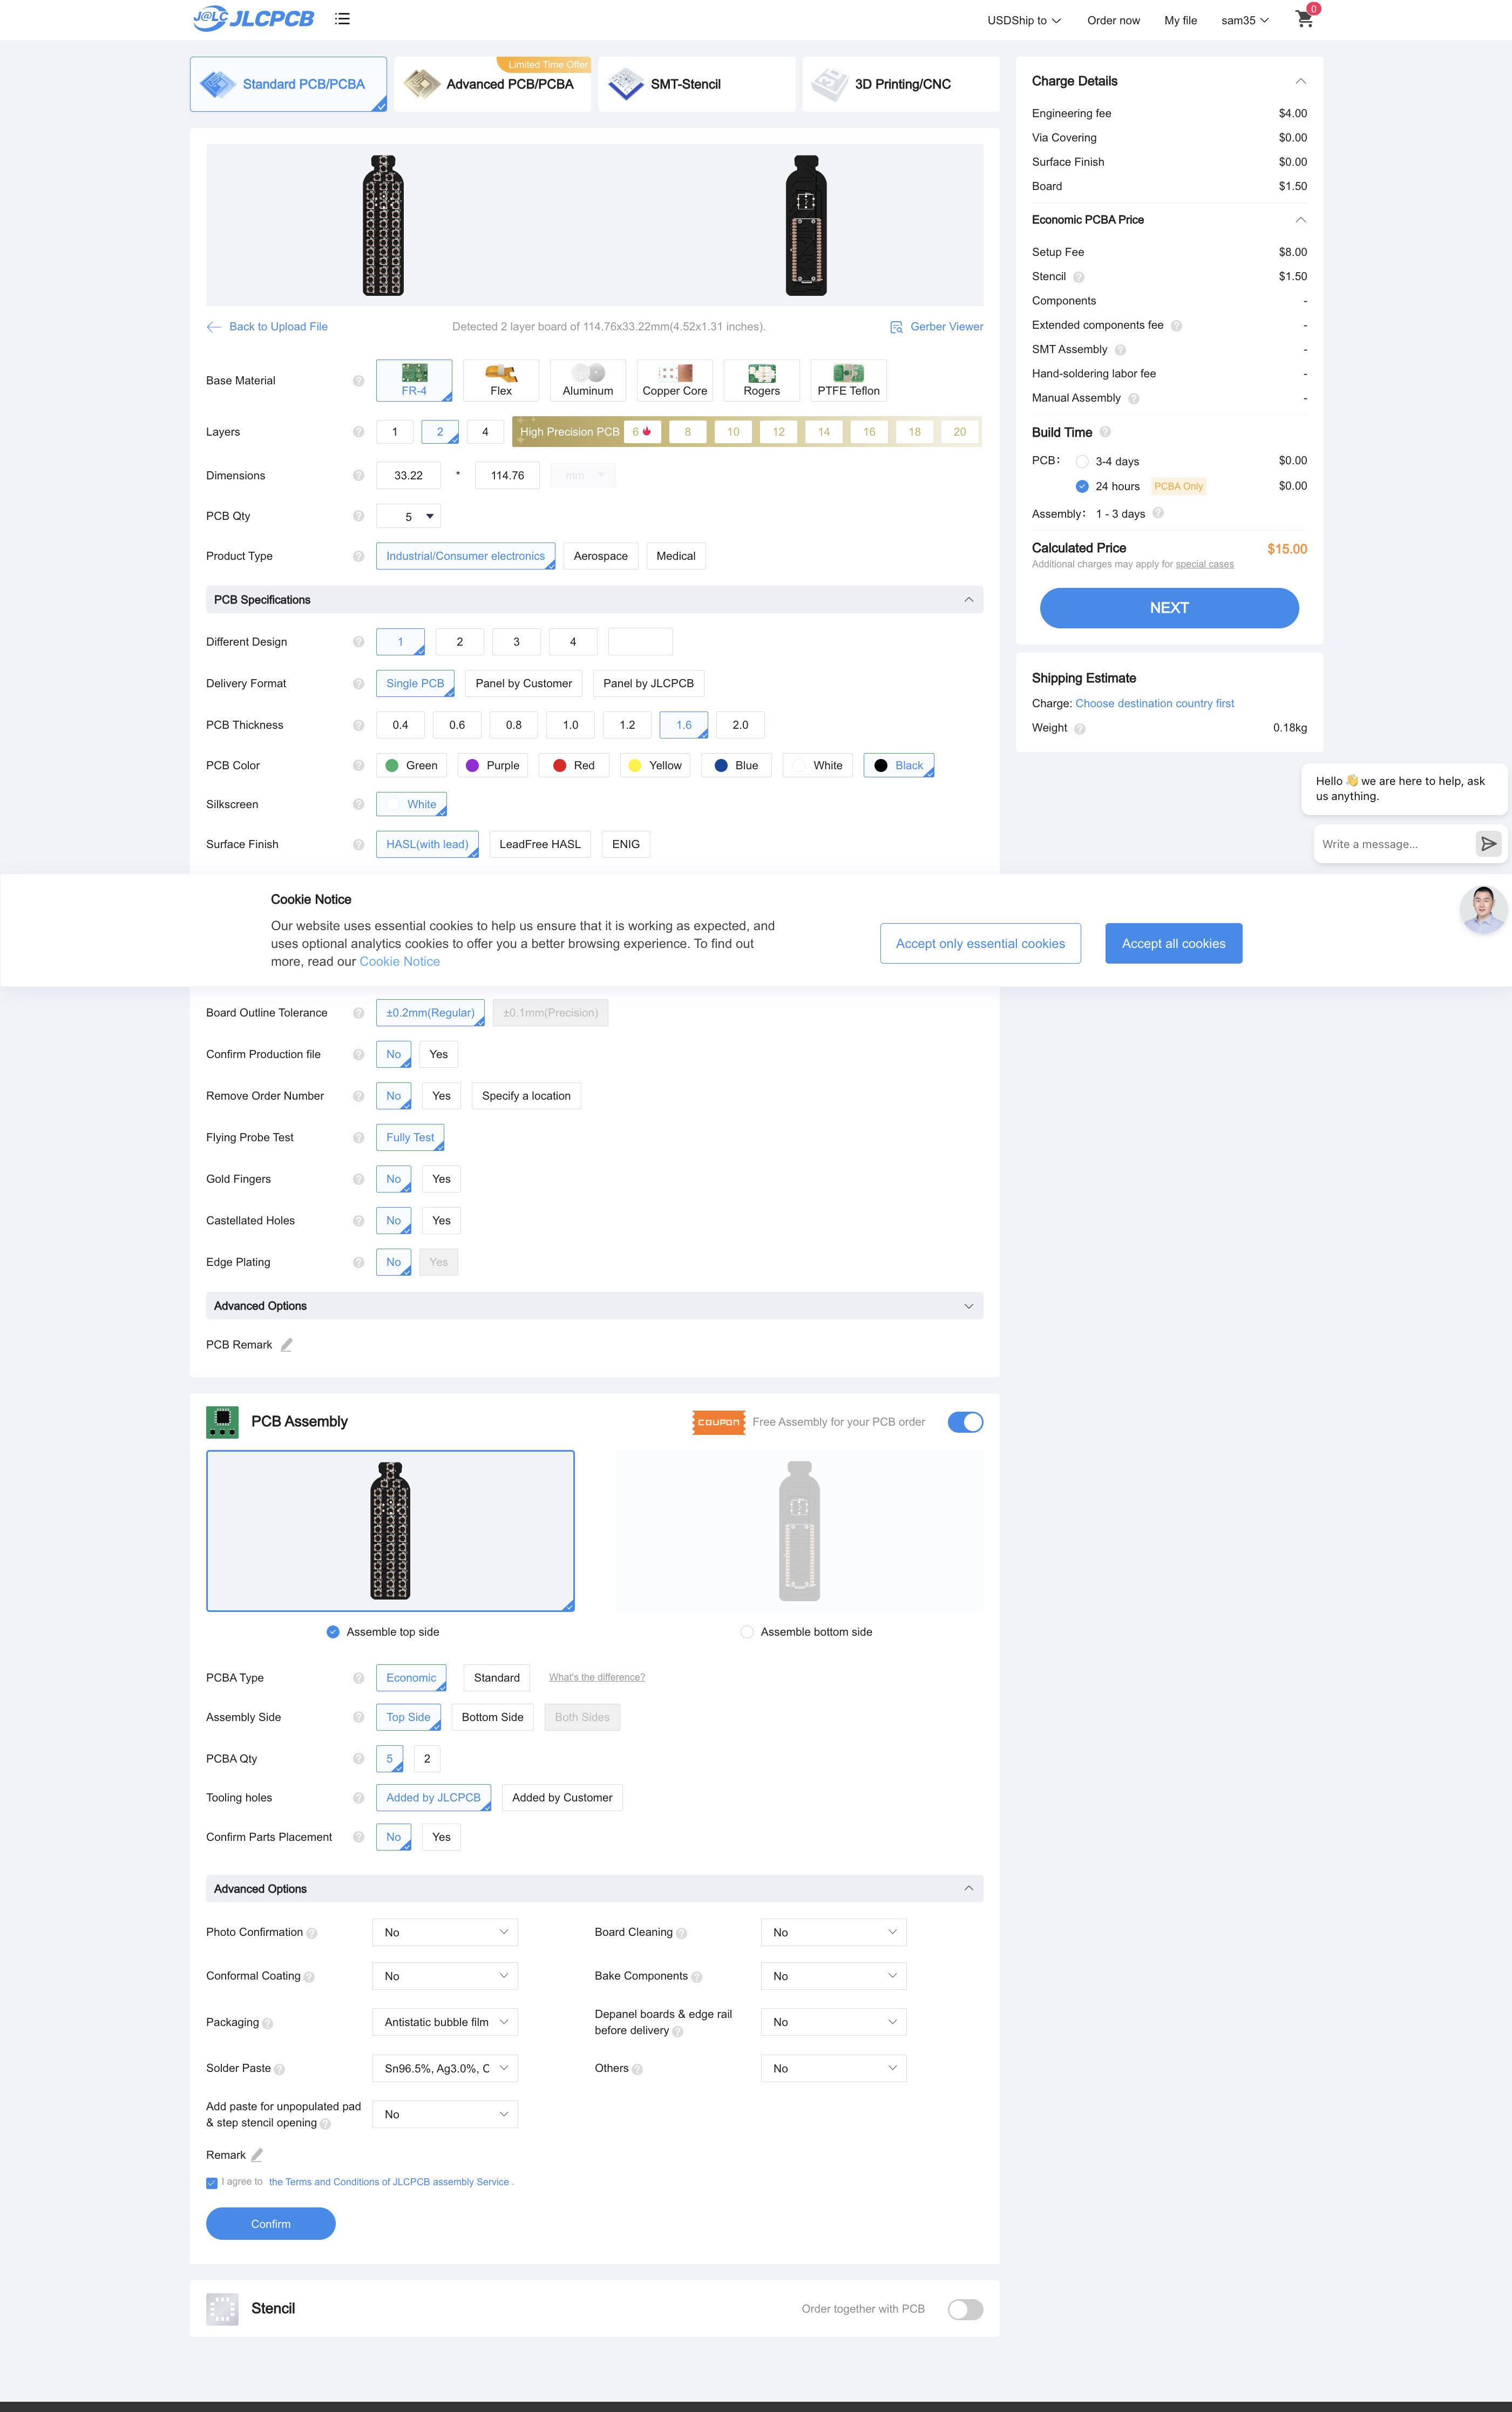 J@LC JLCPCB
USD Ship to
Order now
My file
sam35
0
Standard PCB/PCBA
Limited Time Offer
Advanced PCB/PCBA
SMT-Stencil
3D Printing/CNC
Back to Upload File
Detected 2 layer board of 114.76x33.22mm(4.52x1.31 inches).
Gerber Viewer
Base Material
FR-4
Flex
Aluminum
Copper Core
Rogers
PTFE Teflon
Layers
1
2
4
High Precision PCB
6
8
10
12
14
16
18
20
Dimensions
33.22
*
114.76
mm
PCB Qty
5
Product Type
Industrial/Consumer electronics
Aerospace
Medical
PCB Specifications
Different Design
1
2
3
4
Delivery Format
Single PCB
Panel by Customer
Panel by JLCPCB
PCB Thickness
0.4
0.6
0.8
1.0
1.2
1.6
2.0
PCB Color
Green
Purple
Red
Yellow
Blue
White
Black
Silkscreen
White
Surface Finish
HASL(with lead)
LeadFree HASL
ENIG
Charge Details
Engineering fee $4.00
Via Covering $0.00
Surface Finish $0.00
Board $1.50
Economic PCBA Price
Setup Fee $8.00
Stencil $1.50
Components -
Extended components fee -
SMT Assembly -
Hand-soldering labor fee -
Manual Assembly -
Build Time
PCB: 3-4 days $0.00
24 hours PCBA Only $0.00
Assembly: 1 - 3 days
Calculated Price $15.00
Additional charges may apply for special cases
NEXT
Shipping Estimate
Charge: Choose destination country first
Weight 0.18kg
Hello 👋 we are here to help, ask
us anything.
Write a message...
Cookie Notice
Our website uses essential cookies to help us ensure that it is working as expected, and
uses optional analytics cookies to offer you a better browsing experience. To find out
more, read our Cookie Notice
Accept only essential cookies
Accept all cookies
Board Outline Tolerance
±0.2mm(Regular)
±0.1mm(Precision)
Confirm Production file
No
Yes
Remove Order Number
No
Yes
Specify a location
Flying Probe Test
Fully Test
Gold Fingers
No
Yes
Castellated Holes
No
Yes
Edge Plating
No
Yes
Advanced Options
PCB Remark
PCB Assembly
COUPON
Free Assembly for your PCB order
Assemble top side
Assemble bottom side
PCBA Type
Economic
Standard
What's the difference?
Assembly Side
Top Side
Bottom Side
Both Sides
PCBA Qty
5
2
Tooling holes
Added by JLCPCB
Added by Customer
Confirm Parts Placement
No
Yes
Advanced Options
Photo Confirmation
No
Board Cleaning
No
Conformal Coating
No
Bake Components
No
Packaging
Antistatic bubble film
Depanel boards & edge rail
before delivery
No
Solder Paste
Sn96.5%, Ag3.0%, C
Others
No
Add paste for unpopulated pad
& step stencil opening
No
Remark
I agree to the Terms and Conditions of JLCPCB assembly Service .
Confirm
Stencil
Order together with PCB